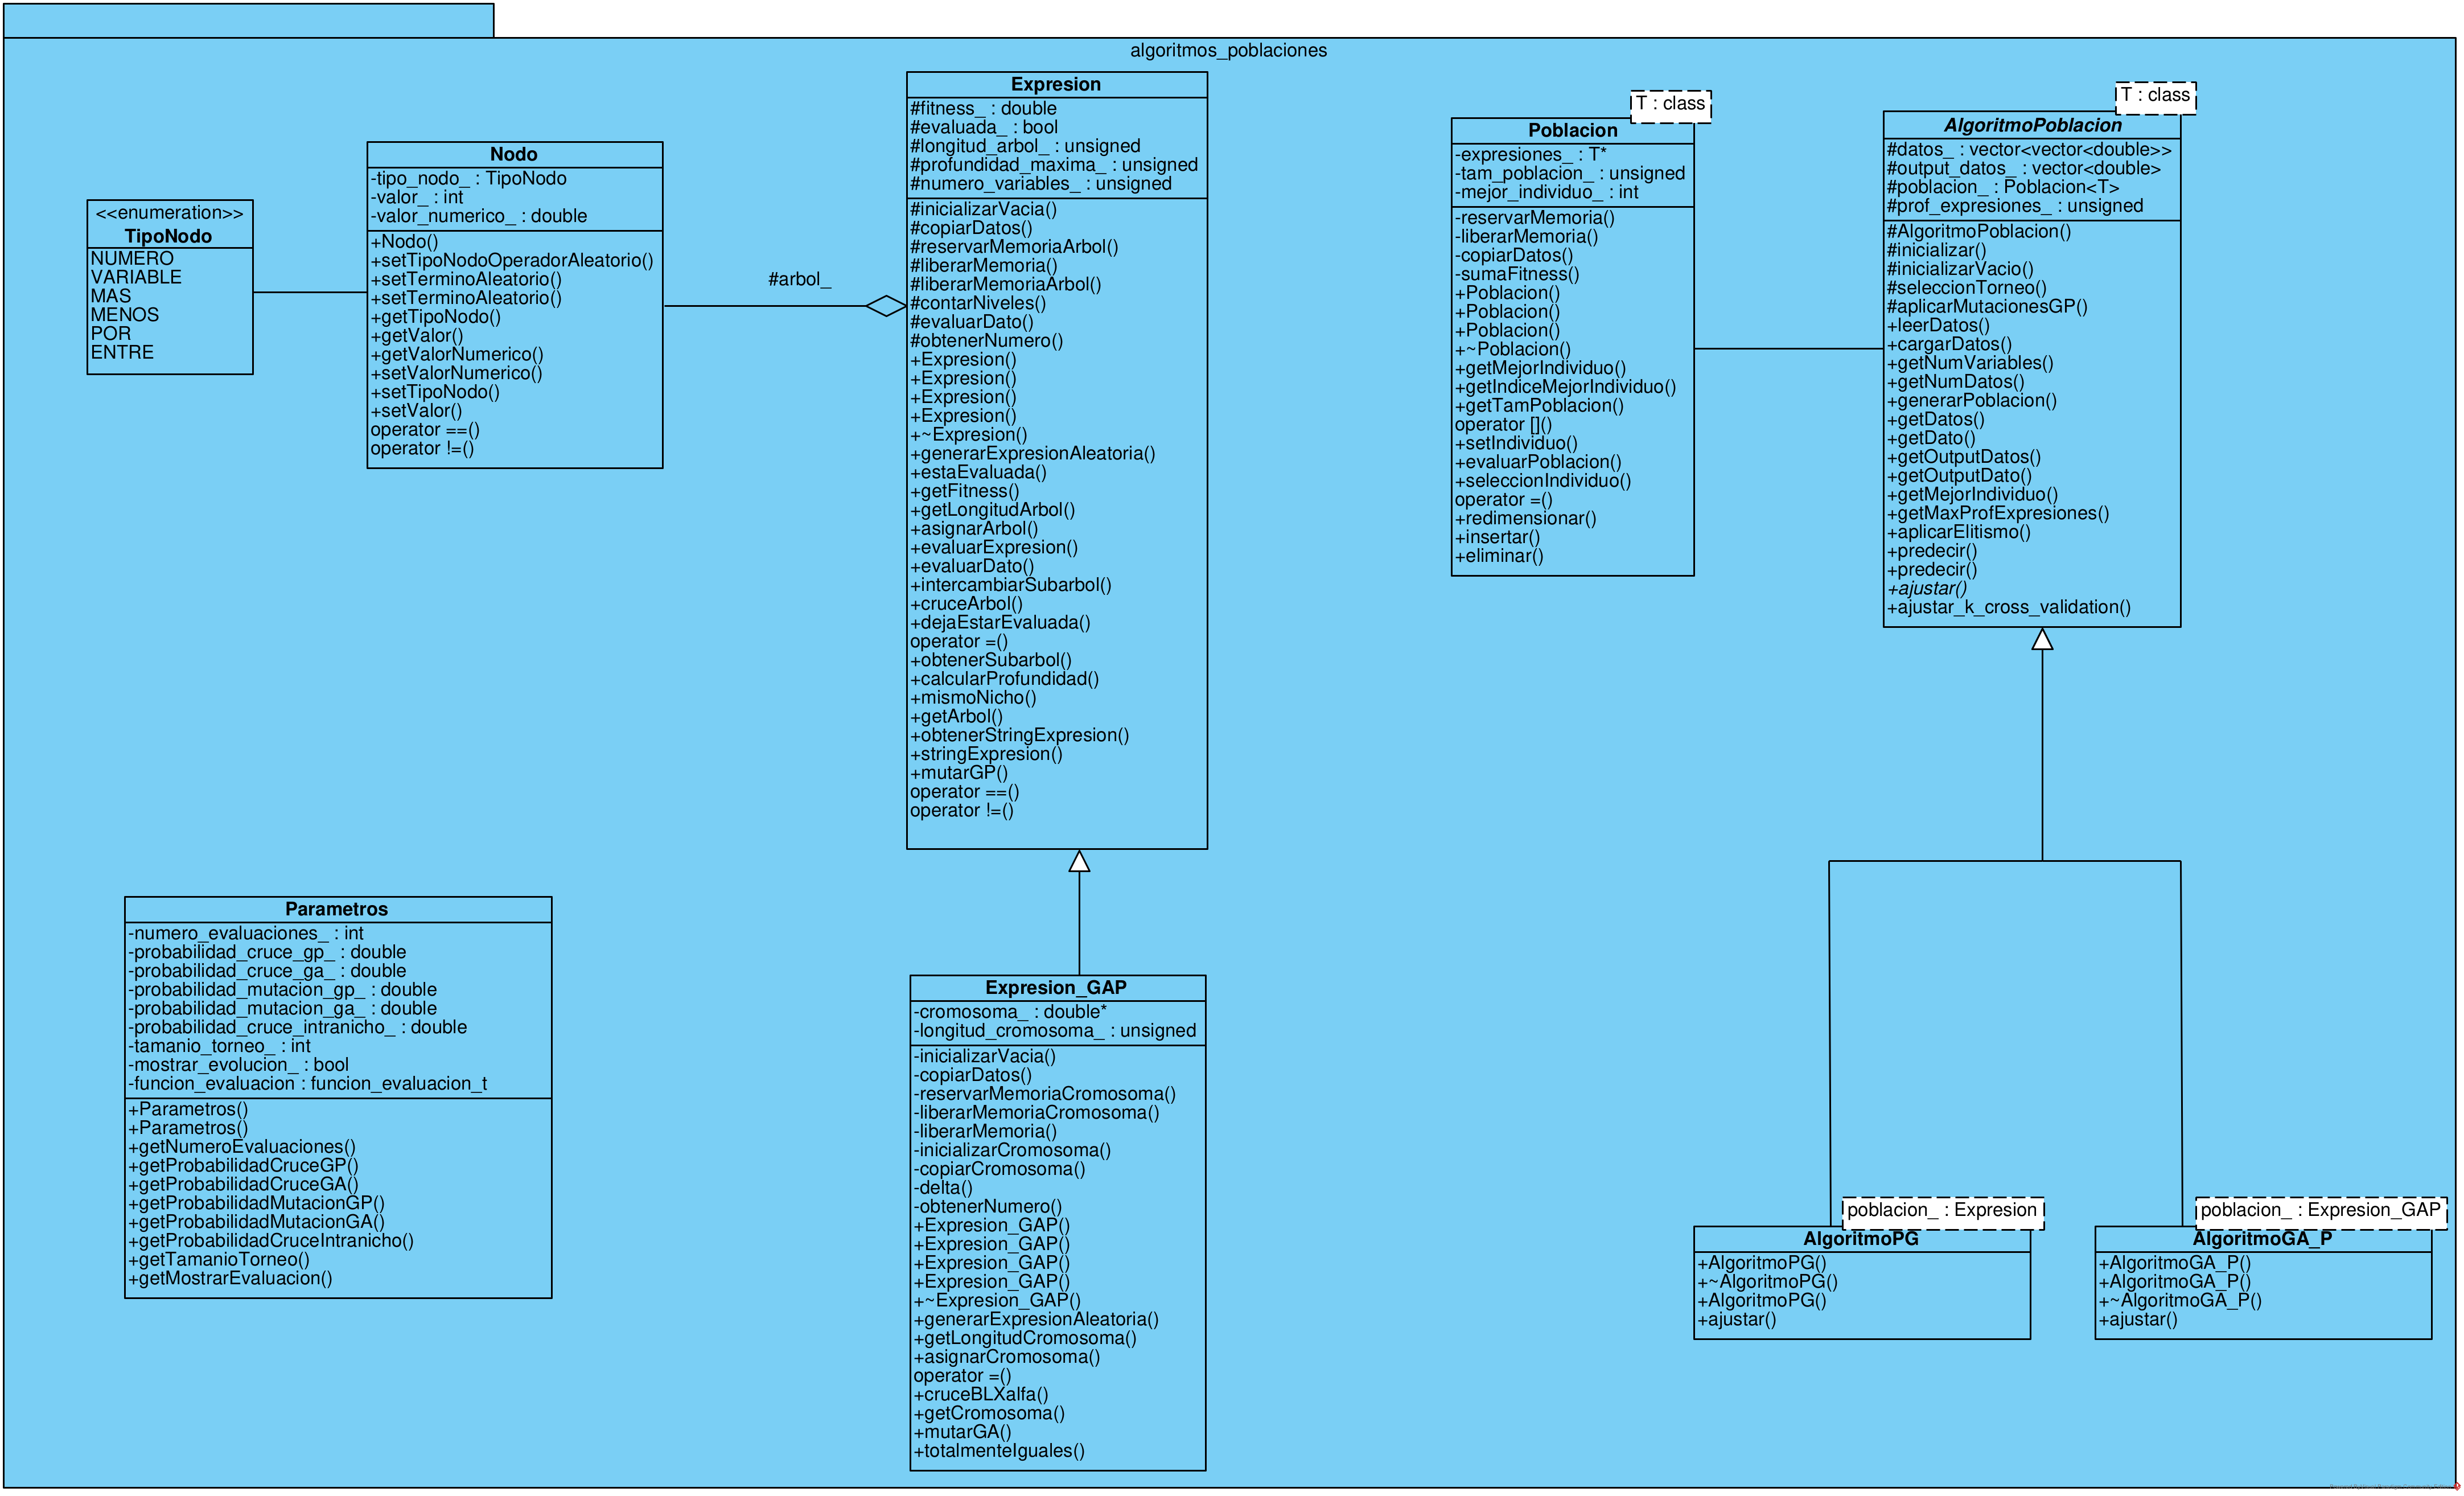 algoritmos_poblaciones
<<enumeration>>
TipoNodo
NUMERO
VARIABLE
MAS
MENOS
POR
ENTRE
Nodo
-tipo_nodo_ : TipoNodo
-valor_ : int
-valor_numerico_ : double
+Nodo()
+setTipoNodoOperadorAleatorio()
+setTerminoAleatorio()
+setTerminoAleatorio()
+getTipoNodo()
+getValor()
+getValorNumerico()
+setValorNumerico()
+setTipoNodo()
+setValor()
operator ==()
operator !=()
#arbol_
Expresion
#fitness_ : double
#evaluada_ : bool
#longitud_arbol_ : unsigned
#profundidad_maxima_ : unsigned
#numero_variables_ : unsigned
#inicializarVacia()
#copiarDatos()
#reservarMemoriaArbol()
#liberarMemoria()
#liberarMemoriaArbol()
#contarNiveles()
#evaluarDato()
#obtenerNumero()
+Expresion()
+Expresion()
+Expresion()
+Expresion()
+~Expresion()
+generarExpresionAleatoria()
+estaEvaluada()
+getFitness()
+getLongitudArbol()
+asignarArbol()
+evaluarExpresion()
+evaluarDato()
+intercambiarSubarbol()
+cruceArbol()
+dejaEstarEvaluada()
operator =()
+obtenerSubarbol()
+calcularProfundidad()
+mismoNicho()
+getArbol()
+obtenerStringExpresion()
+stringExpresion()
+mutarGP()
operator ==()
operator !=()
T : class
Poblacion
-expresiones_ : T*
-tam_poblacion_ : unsigned
-mejor_individuo_ : int
-reservarMemoria()
-liberarMemoria()
-copiarDatos()
-sumaFitness()
+Poblacion()
+Poblacion()
+Poblacion()
+~Poblacion()
+getMejorIndividuo()
+getIndiceMejorIndividuo()
+getTamPoblacion()
operator []()
+setIndividuo()
+evaluarPoblacion()
+seleccionIndividuo()
operator =()
+redimensionar()
+insertar()
+eliminar()
T : class
AlgoritmoPoblacion
#datos_ : vector<vector<double>>
#output_datos_ : vector<double>
#poblacion_ : Poblacion<T>
#prof_expresiones_ : unsigned
#AlgoritmoPoblacion()
#inicializar()
#inicializarVacio()
#seleccionTorneo()
#aplicarMutacionesGP()
+leerDatos()
+cargarDatos()
+getNumVariables()
+getNumDatos()
+generarPoblacion()
+getDatos()
+getDato()
+getOutputDatos()
+getOutputDato()
+getMejorIndividuo()
+getMaxProfExpresiones()
+aplicarElitismo()
+predecir()
+predecir()
+ajustar()
+ajustar_k_cross_validation()
Parametros
-numero_evaluaciones_ : int
-probabilidad_cruce_gp_ : double
-probabilidad_cruce_ga_ : double
-probabilidad_mutacion_gp_ : double
-probabilidad_mutacion_ga_ : double
-probabilidad_cruce_intranicho_ : double
-tamanio_torneo_ : int
-mostrar_evolucion_ : bool
-funcion_evaluacion : funcion_evaluacion_t
+Parametros()
+Parametros()
+getNumeroEvaluaciones()
+getProbabilidadCruceGP()
+getProbabilidadCruceGA()
+getProbabilidadMutacionGP()
+getProbabilidadMutacionGA()
+getProbabilidadCruceIntranicho()
+getTamanioTorneo()
+getMostrarEvaluacion()
Expresion_GAP
-cromosoma_ : double*
-longitud_cromosoma_ : unsigned
-inicializarVacia()
-copiarDatos()
-reservarMemoriaCromosoma()
-liberarMemoriaCromosoma()
-liberarMemoria()
-inicializarCromosoma()
-copiarCromosoma()
-delta()
-obtenerNumero()
+Expresion_GAP()
+Expresion_GAP()
+Expresion_GAP()
+Expresion_GAP()
+~Expresion_GAP()
+generarExpresionAleatoria()
+getLongitudCromosoma()
+asignarCromosoma()
operator =()
+cruceBLXalfa()
+getCromosoma()
+mutarGA()
+totalmenteIguales()
poblacion_ : Expresion
AlgoritmoPG
+AlgoritmoPG()
+~AlgoritmoPG()
+AlgoritmoPG()
+ajustar()
poblacion_ : Expresion_GAP
AlgoritmoGA_P
+AlgoritmoGA_P()
+AlgoritmoGA_P()
+~AlgoritmoGA_P()
+ajustar()